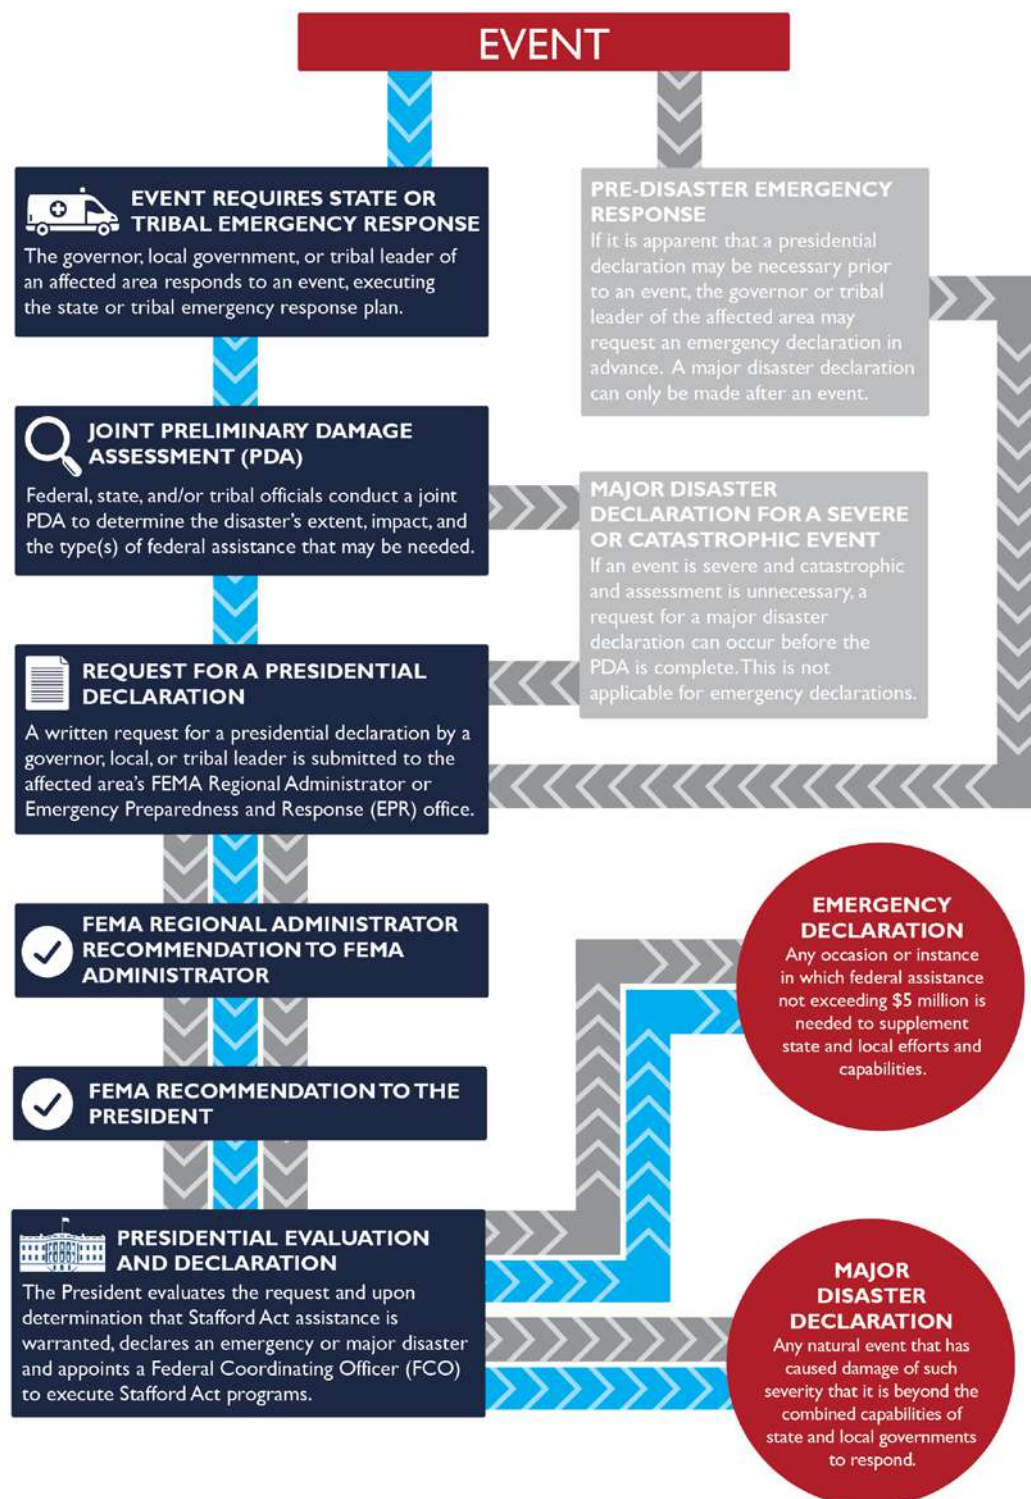 EVENT
EVENT REQUIRES STATE OR
TRIBAL EMERGENCY RESPONSE
The governor, local government, or tribal leader of
an affected area responds to an event, executing
the state or tribal emergency response plan.
PRE-DISASTER EMERGENCY
RESPONSE
If it is apparent that a presidential
declaration may be necessary prior
to an event, the governor or tribal
leader of the affected area may
request an emergency declaration in
advance. A major disaster declaration
can only be made after an event.
JOINT PRELIMINARY DAMAGE
ASSESSMENT (PDA)
Federal, state, and/or tribal officials conduct a joint
PDA to determine the disaster's extent, impact, and
the type(s) of federal assistance that may be needed.
MAJOR DISASTER
DECLARATION FOR A SEVERE
OR CATASTROPHIC EVENT
If an event is severe and catastrophic
and assessment is unnecessary, a
request for a major disaster
declaration can occur before the
PDA is complete. This is not
applicable for emergency declarations.
REQUEST FOR A PRESIDENTIAL
DECLARATION
A written request for a presidential declaration by a
governor, local, or tribal leader is submitted to the
affected area's FEMA Regional Administrator or
Emergency Preparedness and Response (EPR) office.
FEMA REGIONAL ADMINISTRATOR
RECOMMENDATION TO FEMA
ADMINISTRATOR
EMERGENCY
DECLARATION
Any occasion or instance
in which federal assistance
not exceeding $5 million is
needed to supplement
state and local efforts and
capabilities.
FEMA RECOMMENDATION TO THE
PRESIDENT
PRESIDENTIAL EVALUATION
AND DECLARATION
The President evaluates the request and upon
determination that Stafford Act assistance is
warranted, declares an emergency or major disaster
and appoints a Federal Coordinating Officer (FCO)
to execute Stafford Act programs.
MAJOR
DISASTER
DECLARATION
Any natural event that has
caused damage of such
severity that it is beyond the
combined capabilities of
state and local governments
to respond.